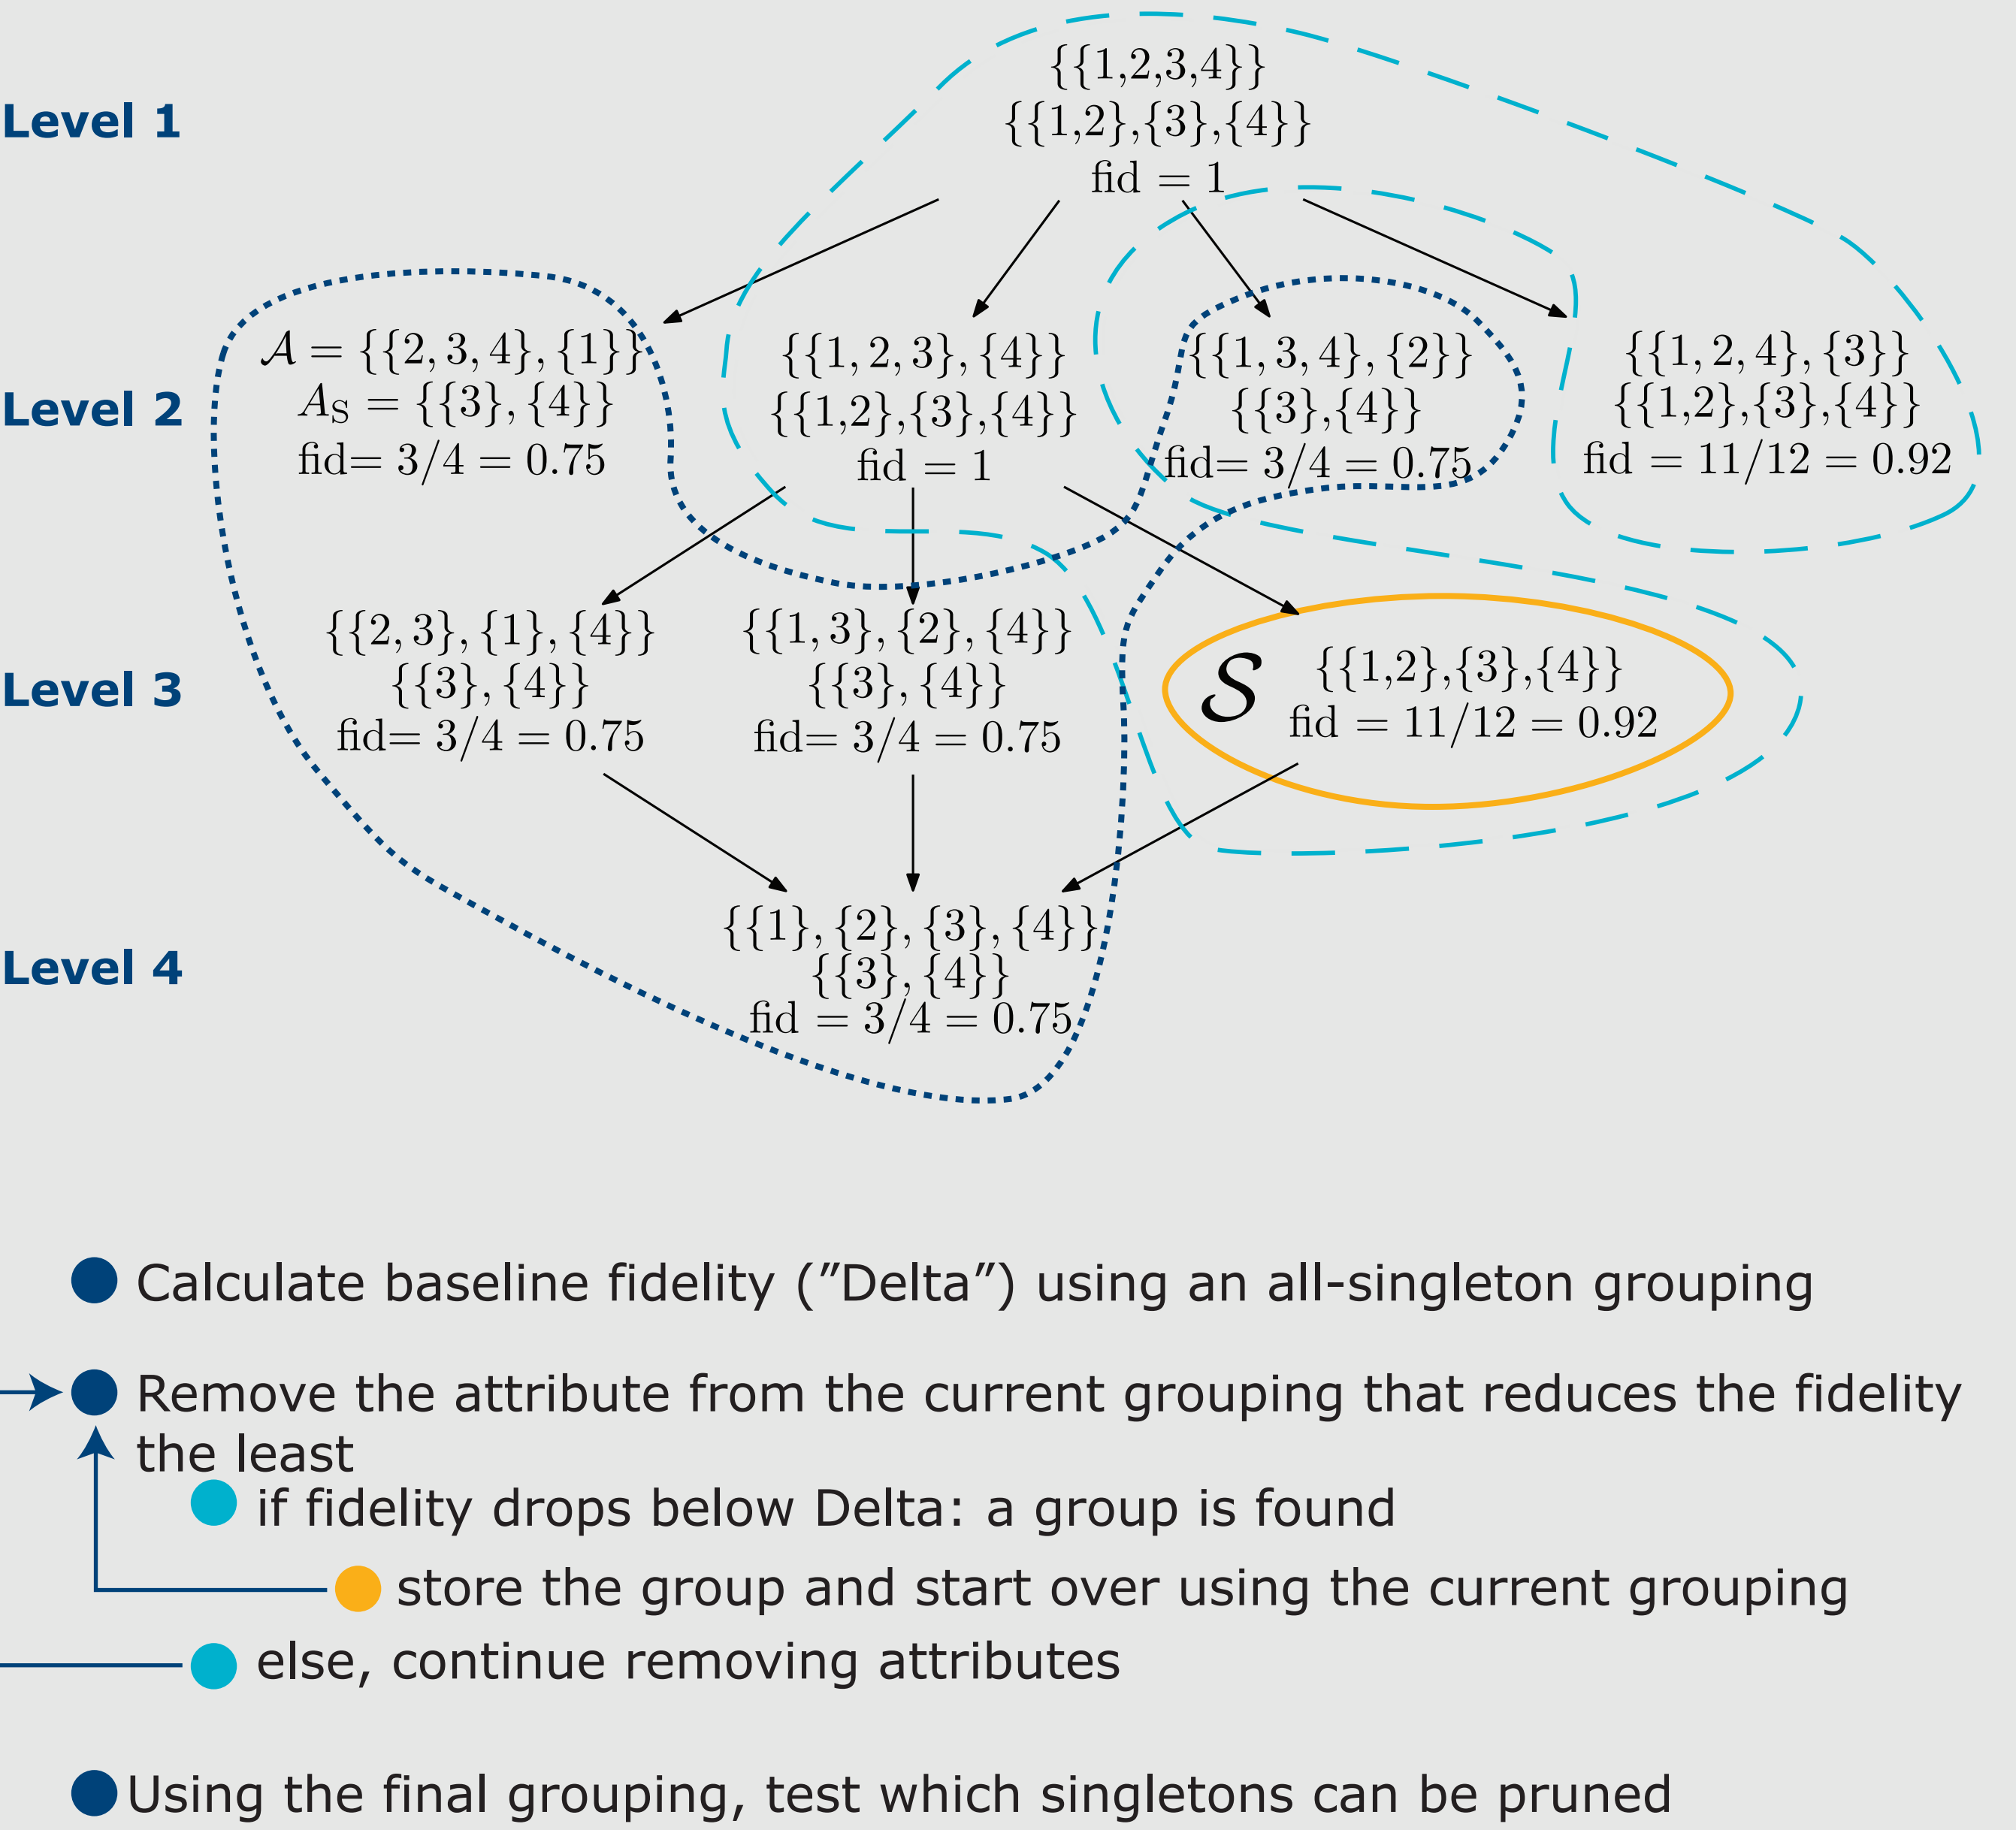 {{1,2,3,4}}
Level 1
{{1,2},{3},{4}}
fid = 1
𝒜 = {{2, 3, 4}, {1}}
{{1, 2, 3}, {4}}
{{1, 3, 4}, {2}}
{{1, 2, 4}, {3}}
Level 2
A_S = {{3}, {4}}
{{1,2},{3},{4}}
{{3},{4}}
{{1,2},{3},{4}}
fid= 3/4 = 0.75
fid = 1
fid= 3/4 = 0.75
fid = 11/12 = 0.92
{{2, 3}, {1}, {4}}
{{1, 3}, {2}, {4}}
{{1,2},{3},{4}}
Level 3
{{3}, {4}}
{{3}, {4}}
𝒮
fid= 3/4 = 0.75
fid= 3/4 = 0.75
fid = 11/12 = 0.92
{{1}, {2}, {3}, {4}}
Level 4
{{3}, {4}}
fid = 3/4 = 0.75
Calculate baseline fidelity (”Delta”) using an all-singleton grouping
Remove the attribute from the current grouping that reduces the fidelity
the least
if fidelity drops below Delta: a group is found
store the group and start over using the current grouping
else, continue removing attributes
Using the final grouping, test which singletons can be pruned